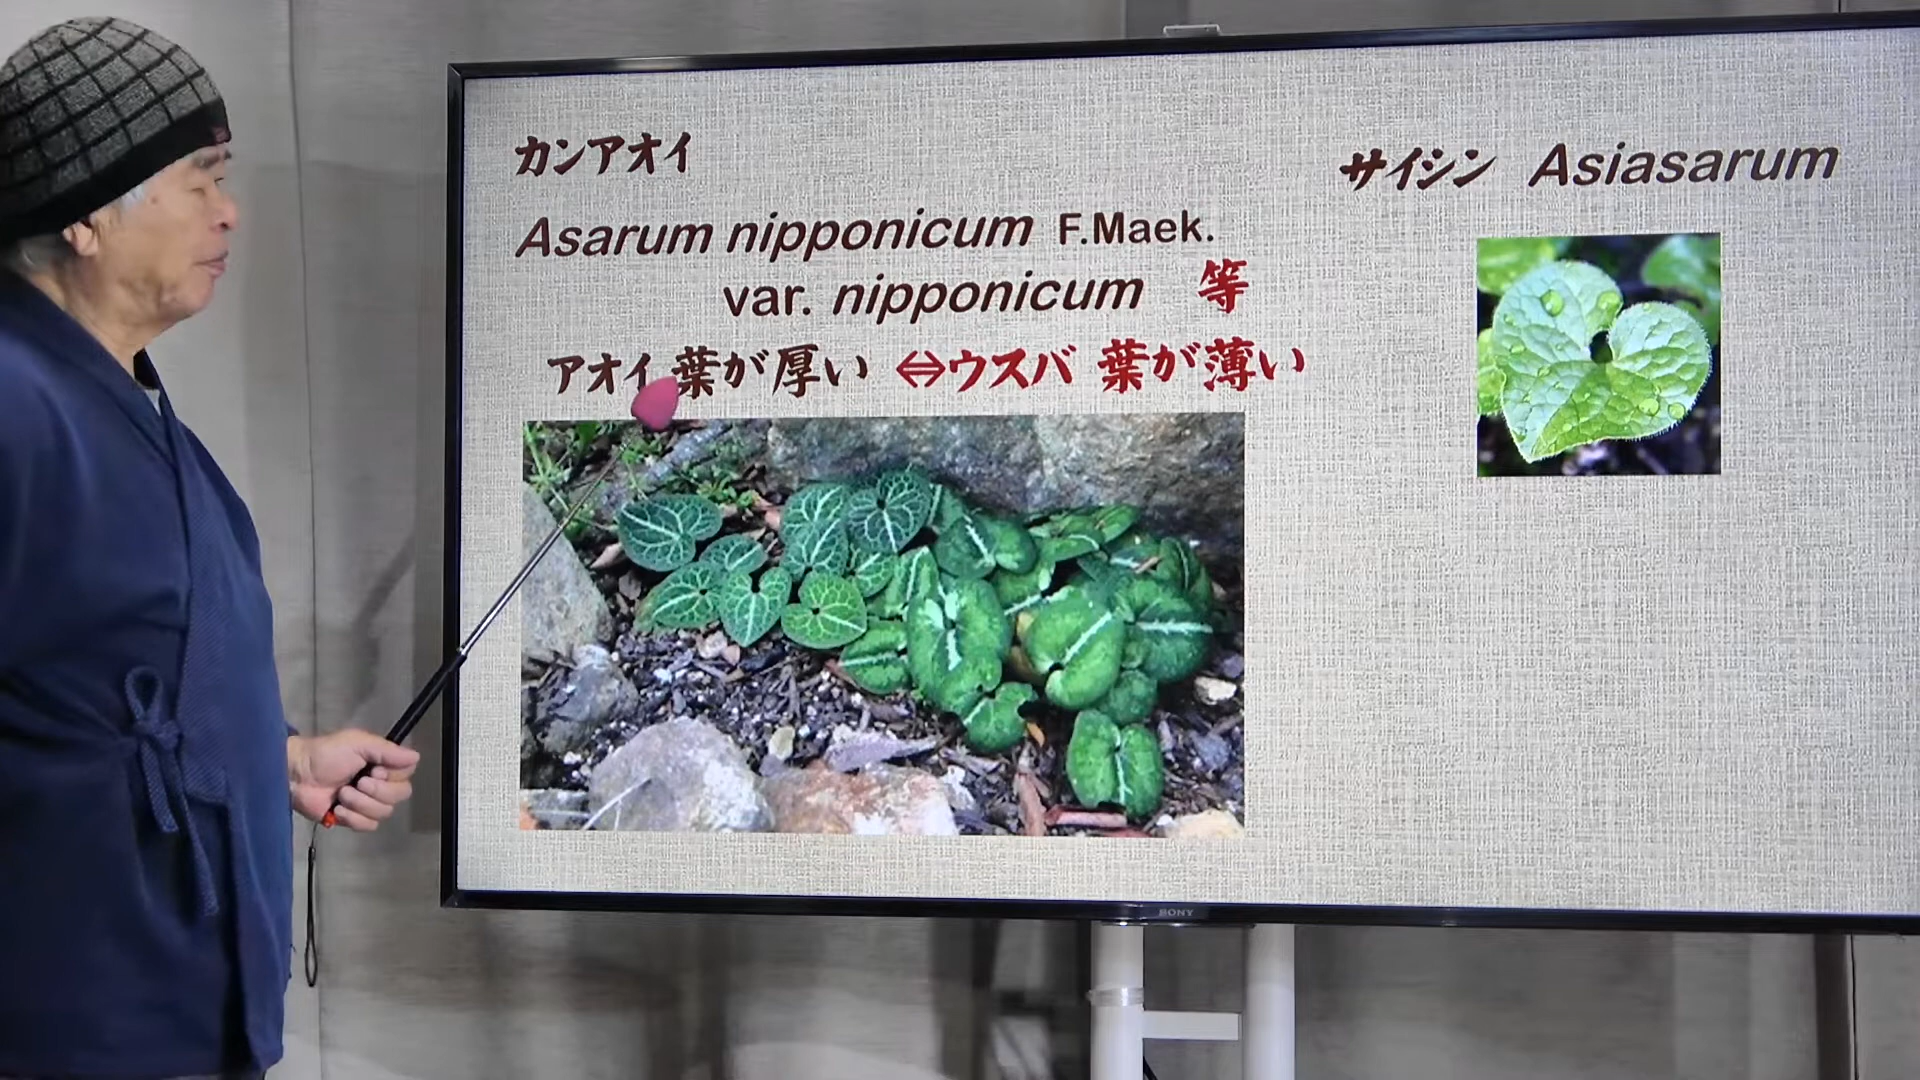 カンアオイ
Asarum nipponicum F.Maek.
var. nipponicum 等
アオイ 葉が厚い ⇔ウスバ 葉が薄い
サイシン Asiasarum
SONY